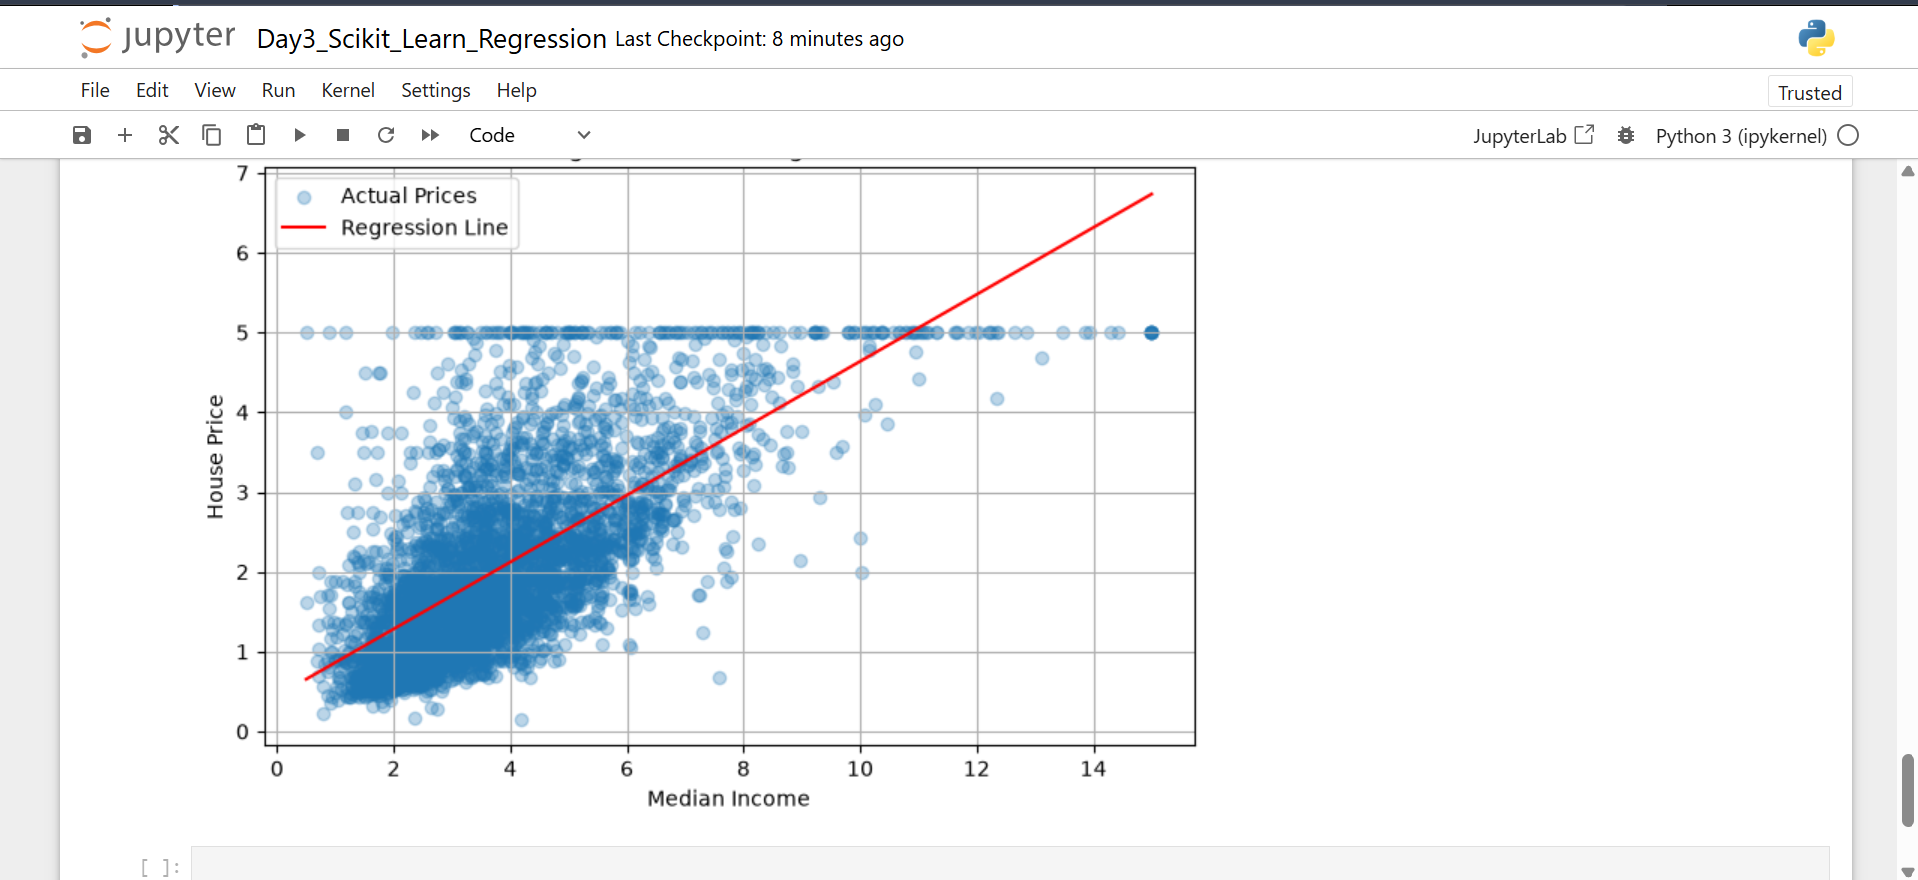 jupyter Day3_Scikit_Learn_Regression Last Checkpoint: 8 minutes ago
File Edit View Run Kernel Settings Help
Trusted
Code
JupyterLab
Python 3 (ipykernel)
Actual Prices
Regression Line
7
6
5
4
3
2
1
0
House Price
0 2 4 6 8 10 12 14
Median Income
[ ]: